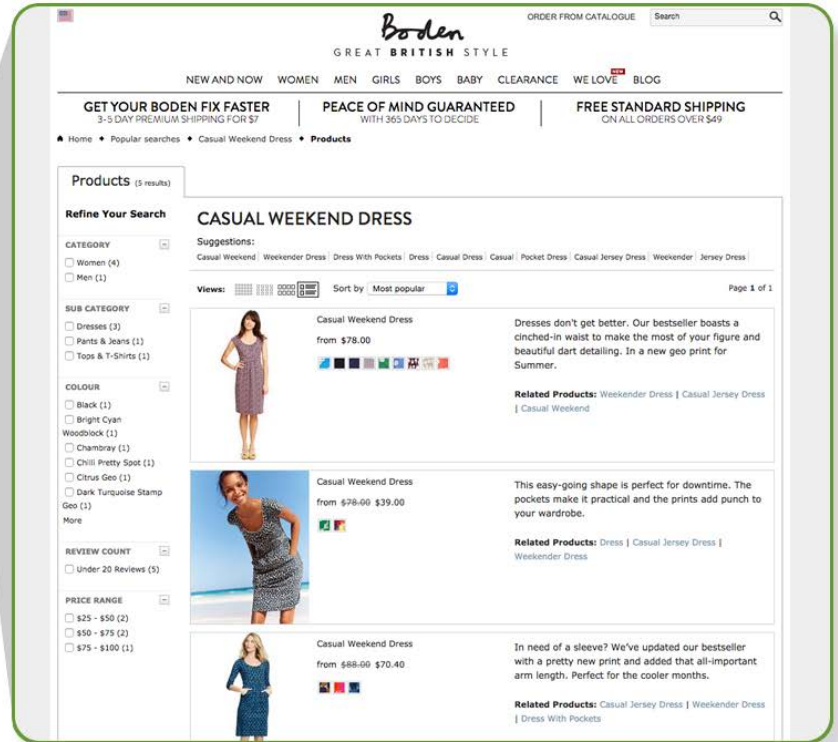 ORDER FROM CATALOGUE
Search
Boden
GREAT BRITISH STYLE
NEW AND NOW WOMEN MEN GIRLS BOYS BABY CLEARANCE WE LOVE NEW BLOG
GET YOUR BODEN FIX FASTER
3-5 DAY PREMIUM SHIPPING FOR $7
PEACE OF MIND GUARANTEED
WITH 365 DAYS TO DECIDE
FREE STANDARD SHIPPING
ON ALL ORDERS OVER $49
Home Popular searches Casual Weekend Dress Products
Products (5 results)
Refine Your Search
CATEGORY
Women (4)
Men (1)
SUB CATEGORY
Dresses (3)
Pants & Jeans (1)
Tops & T-Shirts (1)
COLOUR
Black (1)
Bright Cyan
Woodblock (1)
Chambray (1)
Chilli Pretty Spot (1)
Citrus Geo (1)
Dark Turquoise Stamp
Geo (1)
More
REVIEW COUNT
Under 20 Reviews (5)
PRICE RANGE
$25 - $50 (2)
$50 - $75 (2)
$75 - $100 (1)
CASUAL WEEKEND DRESS
Suggestions:
Casual Weekend | Weekender Dress | Dress With Pockets | Dress | Casual Dress | Casual | Pocket Dress | Casual Jersey Dress | Weekender | Jersey Dress |
Views:
Sort by Most popular
Page 1 of 1
Casual Weekend Dress
from $78.00
Dresses don't get better. Our bestseller boasts a
cinched-in waist to make the most of your figure and
beautiful dart detailing. In a new geo print for
Summer.
Related Products: Weekender Dress | Casual Jersey Dress
| Casual Weekend
Casual Weekend Dress
from $78.00 $39.00
This easy-going shape is perfect for downtime. The
pockets make it practical and the prints add punch to
your wardrobe.
Related Products: Dress | Casual Jersey Dress |
Weekender Dress
Casual Weekend Dress
from $88.00 $70.40
In need of a sleeve? We've updated our bestseller
with a pretty new print and added that all-important
arm length. Perfect for the cooler months.
Related Products: Casual Jersey Dress | Weekender Dress
| Dress With Pockets